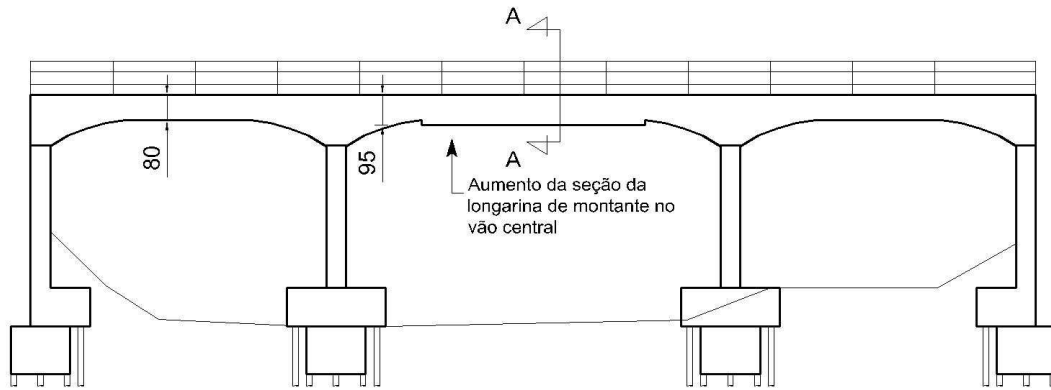 A
80
95
A
Aumento da seção da
longarina de montante no
vão central